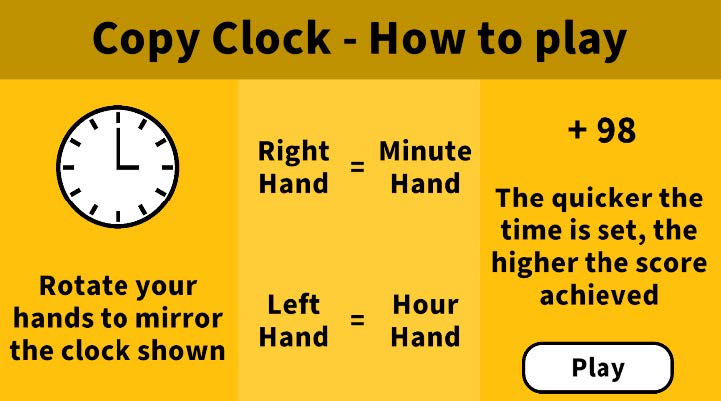 Copy Clock - How to play
Rotate your
hands to mirror
the clock shown
Right
Hand
=
Minute
Hand
Left
Hand
=
Hour
Hand
+ 98
The quicker the
time is set, the
higher the score
achieved
Play